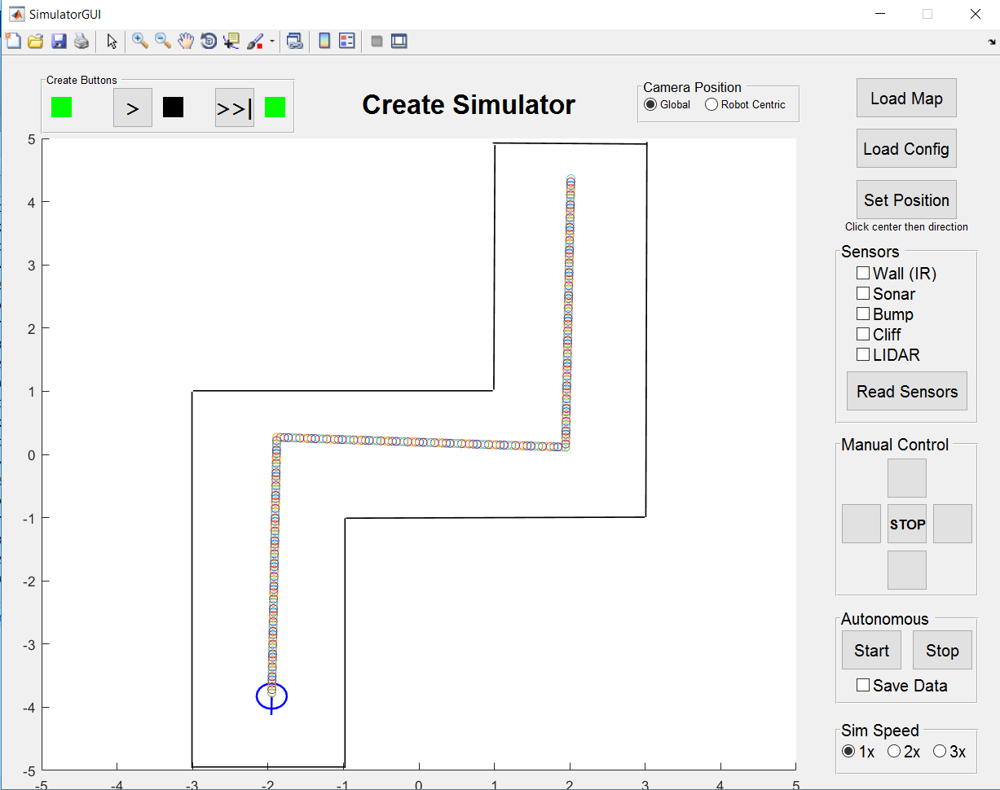 SimulatorGUI
Create Buttons
>
>>|
Create Simulator
Camera Position
Global
Robot Centric
Load Map
Load Config
Set Position
Click center then direction
Sensors
Wall (IR)
Sonar
Bump
Cliff
LIDAR
Read Sensors
Manual Control
STOP
Autonomous
Start
Stop
Save Data
Sim Speed
1x
2x
3x
5
4
3
2
1
0
-1
-2
-3
-4
-5
-5 -4 -3 -2 -1 0 1 2 3 4 5